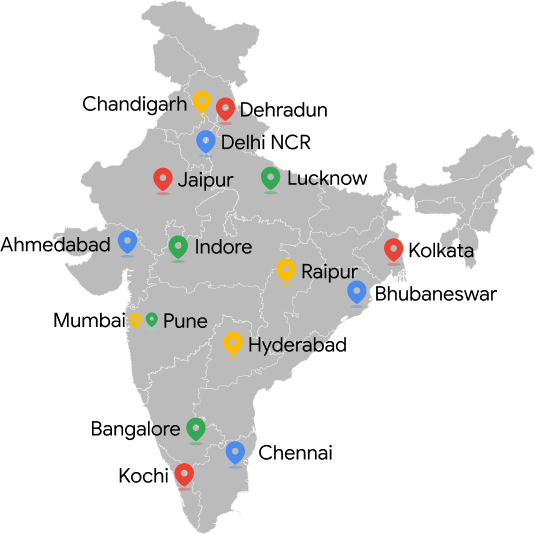 Chandigarh
Dehradun
Delhi NCR
Jaipur
Lucknow
Ahmedabad
Indore
Kolkata
Raipur
Bhubaneswar
Mumbai
Pune
Hyderabad
Bangalore
Chennai
Kochi